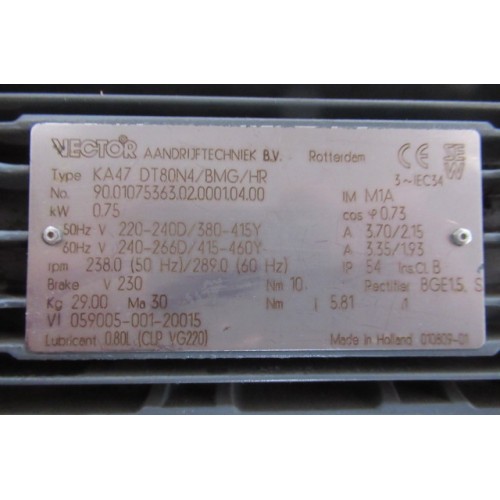 VECTOR® AANDRIJFTECHNIEK B.V. Rotterdam CE
Type KA47 DT80N4/BMG/HR 3~IEC34
No. 90.01075363.02.0001.04.00 IM M1A
kW 0.75 cos φ 0.73
50Hz V 220-240D/380-415Y A 3.70/2.15
60Hz V 240-266D/415-460Y A 3.35/1.93
rpm 238.0 (50 Hz)/289.0 (60 Hz) IP 54 Ins.Cl. B
Brake V 230 Nm 10 Rectifier BGE1.5, S
Kg 29.00 Ma 30 Nm i 5.81 /1
V1 059005-001-20015
Lubricant 0.80L (CLP VG220) Made in Holland 010809-01